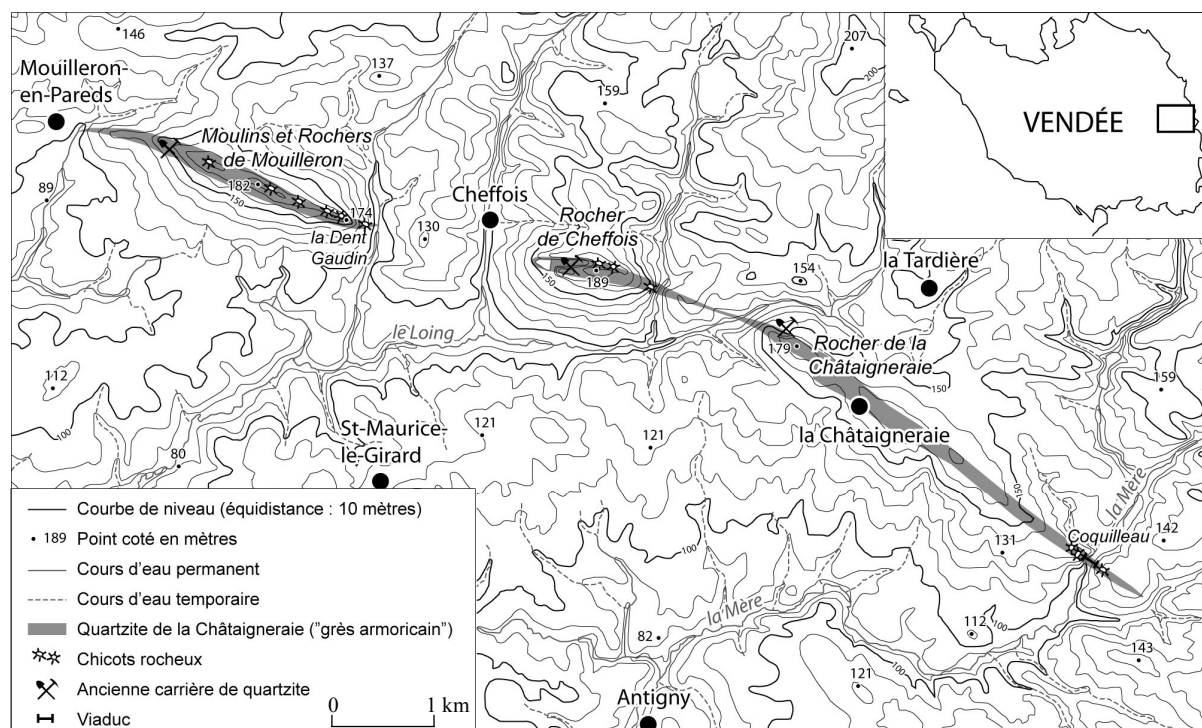 146
137
207
200
159
Mouilleron-
en-Pareds
Moulins et Rochers
de Mouilleron
89
182
150
174
la Dent
Gaudin
130
Cheffois
Rocher
de Cheffois
150
189
VENDÉE
154
la Tardière
le Loing
179
Rocher de la
Châtaigneraie
150
159
112
100
80
St-Maurice-
le-Girard
121
121
la Châtaigneraie
150
la Mère
Coquilleau
142
131
100
la Mère
82
112
100
100
143
121
Antigny
Courbe de niveau (équidistance : 10 mètres)
189 Point coté en mètres
Cours d'eau permanent
Cours d'eau temporaire
Quartzite de la Châtaigneraie ("grès armoricain")
Chicots rocheux
Ancienne carrière de quartzite
Viaduc
0 1 km